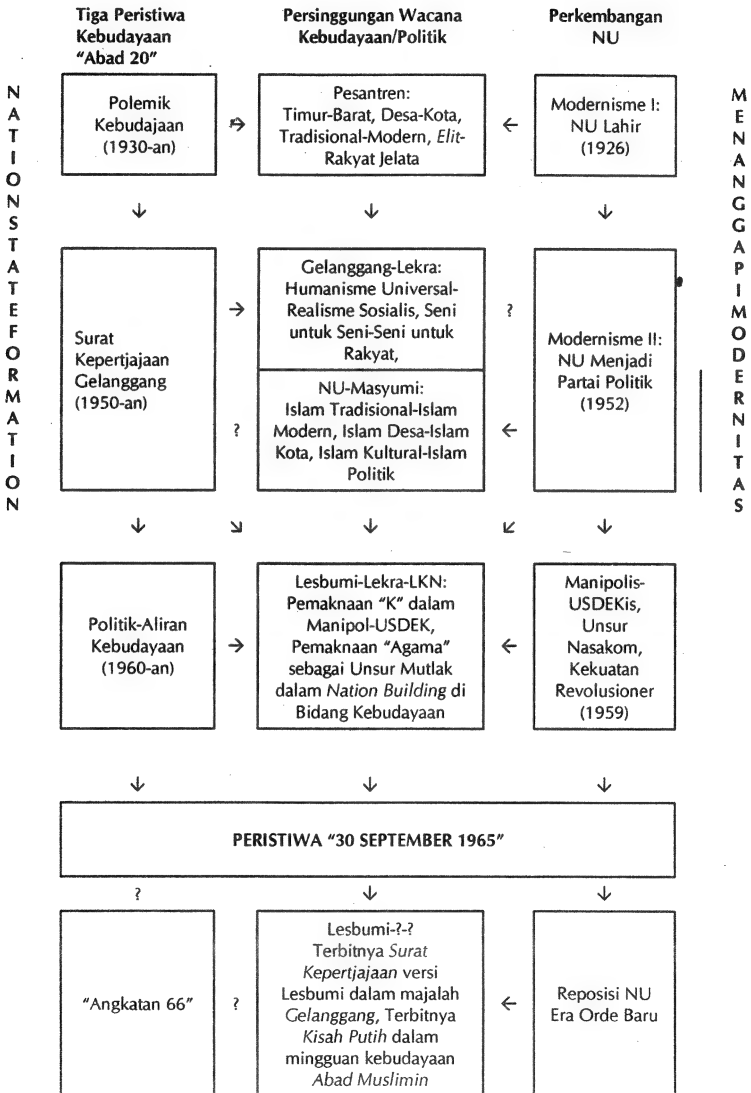 Tiga Peristiwa
Kebudayaan
"Abad 20"
Persinggungan Wacana
Kebudayaan/Politik
Perkembangan
NU
NATIONSTATEFORMATION
MENANGGAPIMODERNITAS
Polemik
Kebudajaan
(1930-an)
→
Pesantren:
Timur-Barat, Desa-Kota,
Tradisional-Modern, Elit-
Rakyat Jelata
←
Modernisme I:
NU Lahir
(1926)
↓ ↓ ↓
Surat
Kepertjajaan
Gelanggang
(1950-an)
→
Gelanggang-Lekra:
Humanisme Universal-
Realisme Sosialis, Seni
untuk Seni-Seni untuk
Rakyat,
?
?
NU-Masyumi:
Islam Tradisional-Islam
Modern, Islam Desa-Islam
Kota, Islam Kultural-Islam
Politik
←
Modernisme II:
NU Menjadi
Partai Politik
(1952)
↓ ↘ ↓ ↙ ↓
Politik-Aliran
Kebudayaan
(1960-an)
→
Lesbumi-Lekra-LKN:
Pemaknaan "K" dalam
Manipol-USDEK,
Pemaknaan "Agama"
sebagai Unsur Mutlak
dalam Nation Building di
Bidang Kebudayaan
←
Manipolis-
USDEKis,
Unsur
Nasakom,
Kekuatan
Revolusioner
(1959)
↓ ↓ ↓
PERISTIWA "30 SEPTEMBER 1965"
? ↓ ↓
"Angkatan 66"
?
Lesbumi-?-?
Terbitnya Surat
Kepertjajaan versi
Lesbumi dalam majalah
Gelanggang, Terbitnya
Kisah Putih dalam
mingguan kebudayaan
Abad Muslimin
←
Reposisi NU
Era Orde Baru